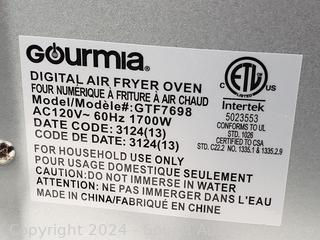 GOURMIA
DIGITAL AIR FRYER OVEN
FOUR NUMÉRIQUE À FRITURE À AIR CHAUD
Model/Modèle#:GTF7698
AC120V~ 60Hz 1700W
DATE CODE: 3124(13)
CODE DE DATE: 3124(13)
FOR HOUSEHOLD USE ONLY
POUR USAGE DOMESTIQUE SEULEMENT
CAUTION: DO NOT IMMERSE IN WATER
ATTENTION: NE PAS IMMERGER DANS L'EAU
MADE IN CHINA/FABRIQUÉ EN CHINE
ETL
C
US
LISTED
Intertek
5023553
CONFORMS TO UL
STD. 1026
CERTIFIED TO CSA
STD. C22.2 NO. 1335.1 & 1335.2.9